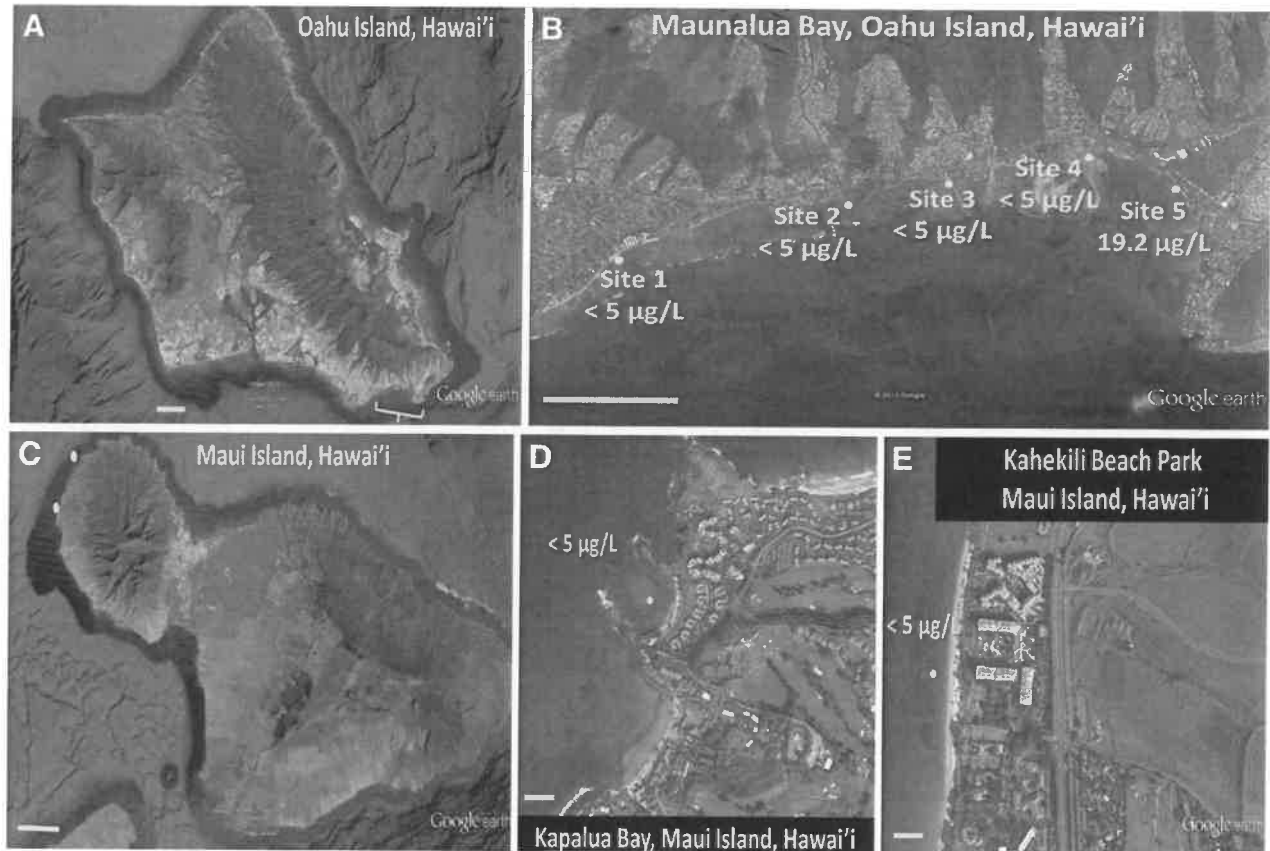 A
Oahu Island, Hawai'i
Google earth
B
Maunalua Bay, Oahu Island, Hawai'i
Site 1
< 5 µg/L
Site 2
< 5 µg/L
Site 3
< 5 µg/L
Site 4
< 5 µg/L
Site 5
19.2 µg/L
Google earth
C
Maui Island, Hawai'i
Google earth
D
< 5 µg/L
Kapalua Bay, Maui Island, Hawai'i
E
Kahekili Beach Park
Maui Island, Hawai'i
< 5 µg/
Google earth